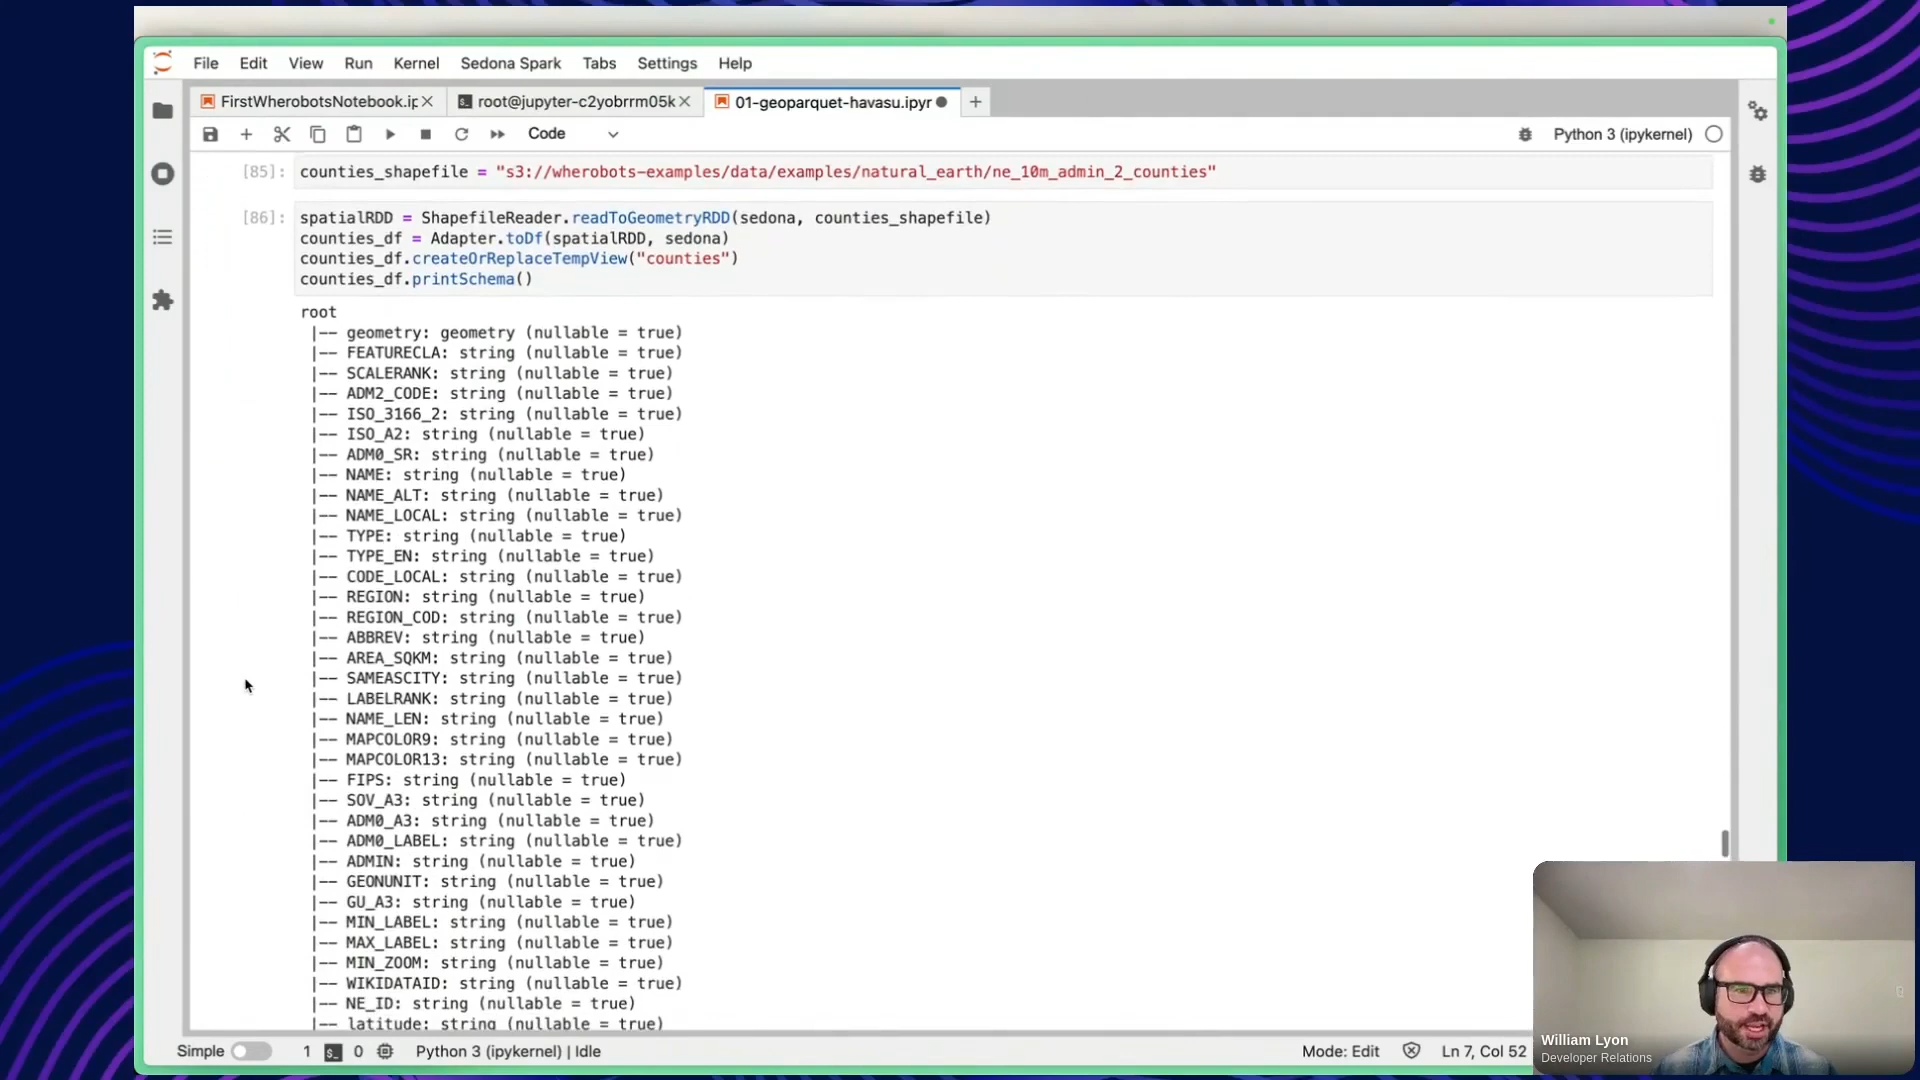 File Edit View Run Kernel Sedona Spark Tabs Settings Help
FirstWherobotsNotebook.ip root@jupyter-c2yobrrm05k 01-geoparquet-havasu.ipyr
Code Python 3 (ipykernel)
[85]: counties_shapefile = "s3://wherobots-examples/data/examples/natural_earth/ne_10m_admin_2_counties"
[86]: spatialRDD = ShapefileReader.readToGeometryRDD(sedona, counties_shapefile)
counties_df = Adapter.toDf(spatialRDD, sedona)
counties_df.createOrReplaceTempView("counties")
counties_df.printSchema()
root
|-- geometry: geometry (nullable = true)
|-- FEATURECLA: string (nullable = true)
|-- SCALERANK: string (nullable = true)
|-- ADM2_CODE: string (nullable = true)
|-- ISO_3166_2: string (nullable = true)
|-- ISO_A2: string (nullable = true)
|-- ADM0_SR: string (nullable = true)
|-- NAME: string (nullable = true)
|-- NAME_ALT: string (nullable = true)
|-- NAME_LOCAL: string (nullable = true)
|-- TYPE: string (nullable = true)
|-- TYPE_EN: string (nullable = true)
|-- CODE_LOCAL: string (nullable = true)
|-- REGION: string (nullable = true)
|-- REGION_COD: string (nullable = true)
|-- ABBREV: string (nullable = true)
|-- AREA_SQKM: string (nullable = true)
|-- SAMEASCITY: string (nullable = true)
|-- LABELRANK: string (nullable = true)
|-- NAME_LEN: string (nullable = true)
|-- MAPCOLOR9: string (nullable = true)
|-- MAPCOLOR13: string (nullable = true)
|-- FIPS: string (nullable = true)
|-- SOV_A3: string (nullable = true)
|-- ADM0_A3: string (nullable = true)
|-- ADM0_LABEL: string (nullable = true)
|-- ADMIN: string (nullable = true)
|-- GEONUNIT: string (nullable = true)
|-- GU_A3: string (nullable = true)
|-- MIN_LABEL: string (nullable = true)
|-- MAX_LABEL: string (nullable = true)
|-- MIN_ZOOM: string (nullable = true)
|-- WIKIDATAID: string (nullable = true)
|-- NE_ID: string (nullable = true)
|-- latitude: string (nullable = true)
Simple 1 0 Python 3 (ipykernel) | Idle Mode: Edit Ln 7, Col 52
William Lyon
Developer Relations